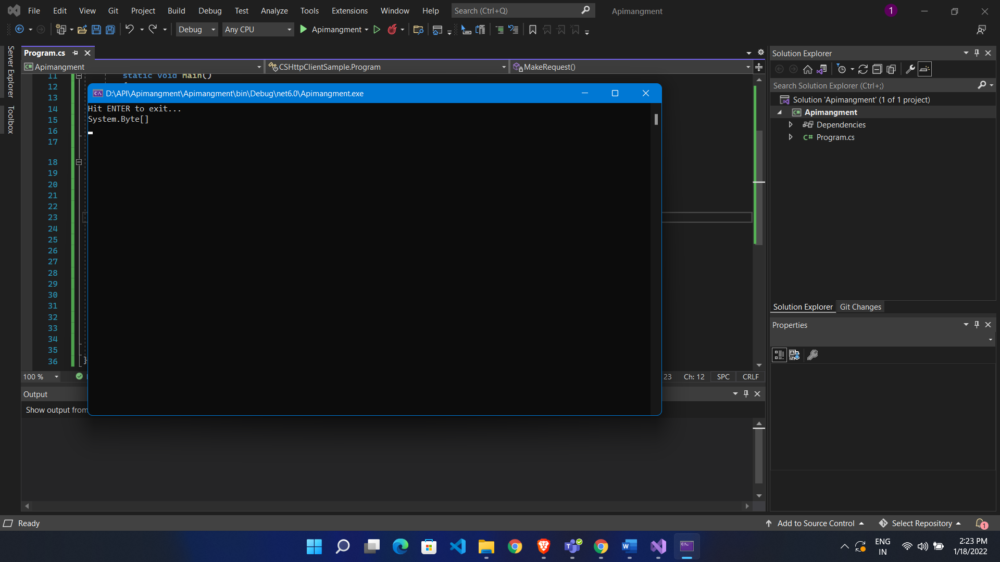 File Edit View Git Project Build Debug Test Analyze Tools Extensions Window Help Search (Ctrl+Q) Apimangment 1
Debug Any CPU Apimangment
Server Explorer
Toolbox
Program.cs
Apimangment CSHttpClientSample.Program MakeRequest()
11 static void Main()
12
13
14
15
16
17
18
19
20
21
22
23
24
25
26
27
28
29
30
31
32
33
34
35
36 }
D:\API\Apimangment\Apimangment\bin\Debug\net6.0\Apimangment.exe
Hit ENTER to exit...
System.Byte[]
100 % 23 Ch: 12 SPC CRLF
Output
Show output from
Solution Explorer
Search Solution Explorer (Ctrl+;)
Solution 'Apimangment' (1 of 1 project)
C# Apimangment
Dependencies
C# Program.cs
Solution Explorer Git Changes
Properties
Ready Add to Source Control Select Repository 1
ENG
IN
2:23 PM
1/18/2022